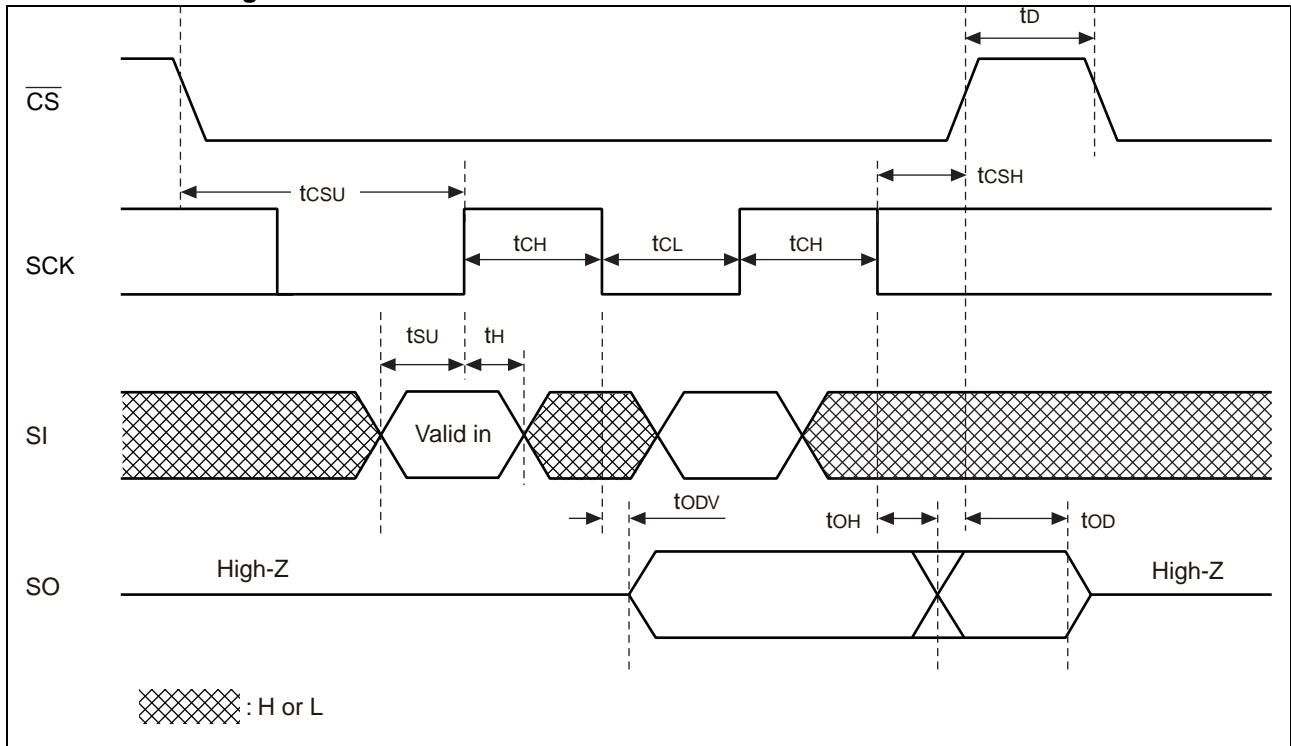 tD
CS
tCSU
tCSH
SCK
tCH
tCL
tCH
tSU
tH
SI
Valid in
tODV
tOH
tOD
SO
High-Z
High-Z
: H or L